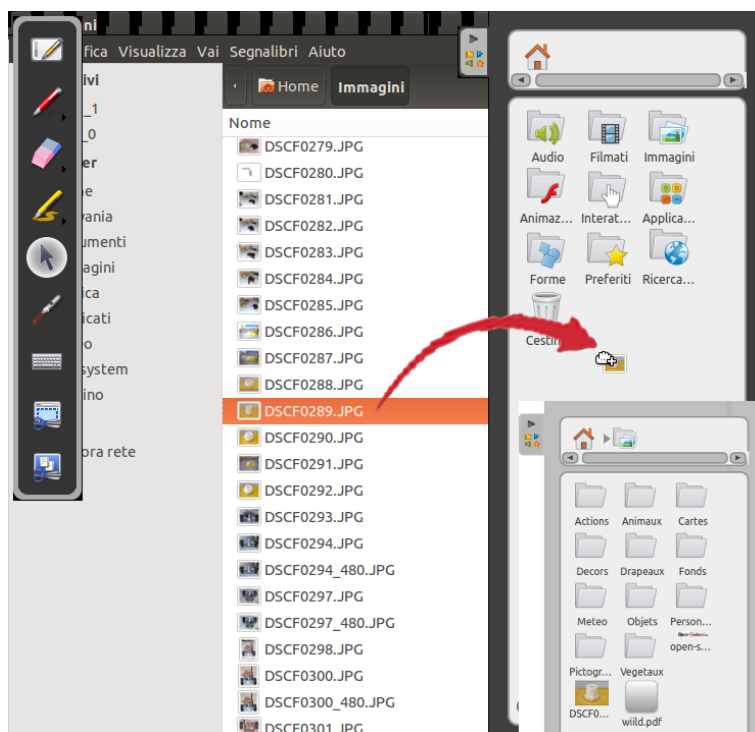 ni
fica Visualizza Vai Segnalibri Aiuto
ivi
_1
_0
er
e
vania
umenti
agini
ica
icati
eo
system
ino
ora rete
Home Immagini
Nome
DSCF0279.JPG
DSCF0280.JPG
DSCF0281.JPG
DSCF0282.JPG
DSCF0283.JPG
DSCF0284.JPG
DSCF0285.JPG
DSCF0286.JPG
DSCF0287.JPG
DSCF0288.JPG
DSCF0289.JPG
DSCF0290.JPG
DSCF0291.JPG
DSCF0292.JPG
DSCF0293.JPG
DSCF0294.JPG
DSCF0294_480.JPG
DSCF0297.JPG
DSCF0297_480.JPG
DSCF0298.JPG
DSCF0300.JPG
DSCF0300_480.JPG
DSCF0301.JPG
Audio Filmati Immagini
Animaz... Interat... Applica...
Forme Preferiti Ricerca...
Cestin
Actions Animaux Cartes
Decors Drapeaux Fonds
Meteo Objets Person...
Pictogr... Vegetaux open-s...
DSCF0... wiild.pdf